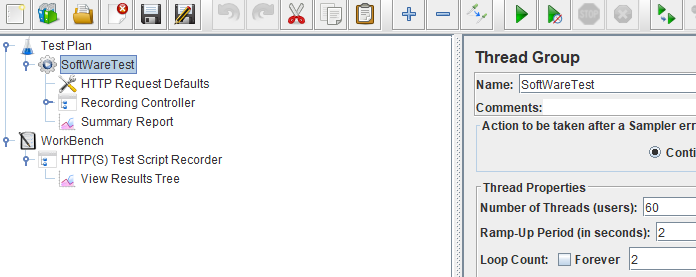 Test Plan
SoftWareTest
HTTP Request Defaults
Recording Controller
Summary Report
WorkBench
HTTP(S) Test Script Recorder
View Results Tree
Thread Group
Name: SoftWareTest
Comments:
Action to be taken after a Sampler err
Conti
Thread Properties
Number of Threads (users): 60
Ramp-Up Period (in seconds): 2
Loop Count: Forever 2